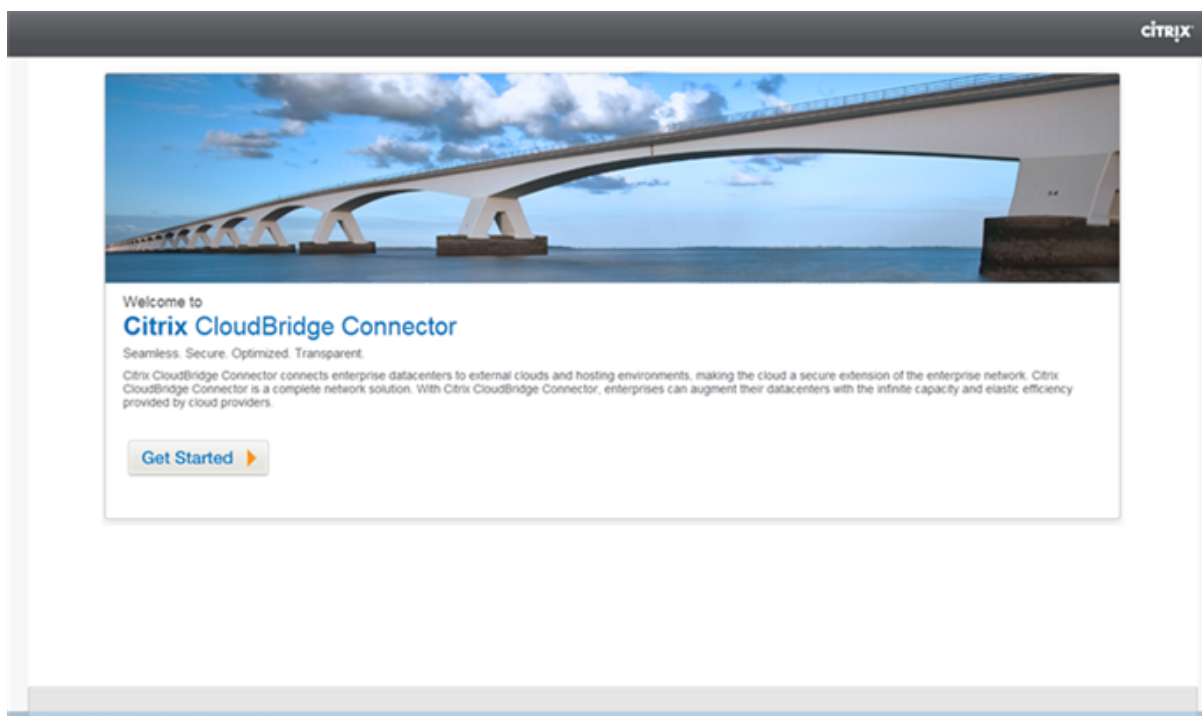 CİTRIX
Welcome to
Citrix CloudBridge Connector
Seamless. Secure. Optimized. Transparent.
Citrix CloudBridge Connector connects enterprise datacenters to external clouds and hosting environments, making the cloud a secure extension of the enterprise network. Citrix
CloudBridge Connector is a complete network solution. With Citrix CloudBridge Connector, enterprises can augment their datacenters with the infinite capacity and elastic efficiency
provided by cloud providers.
Get Started